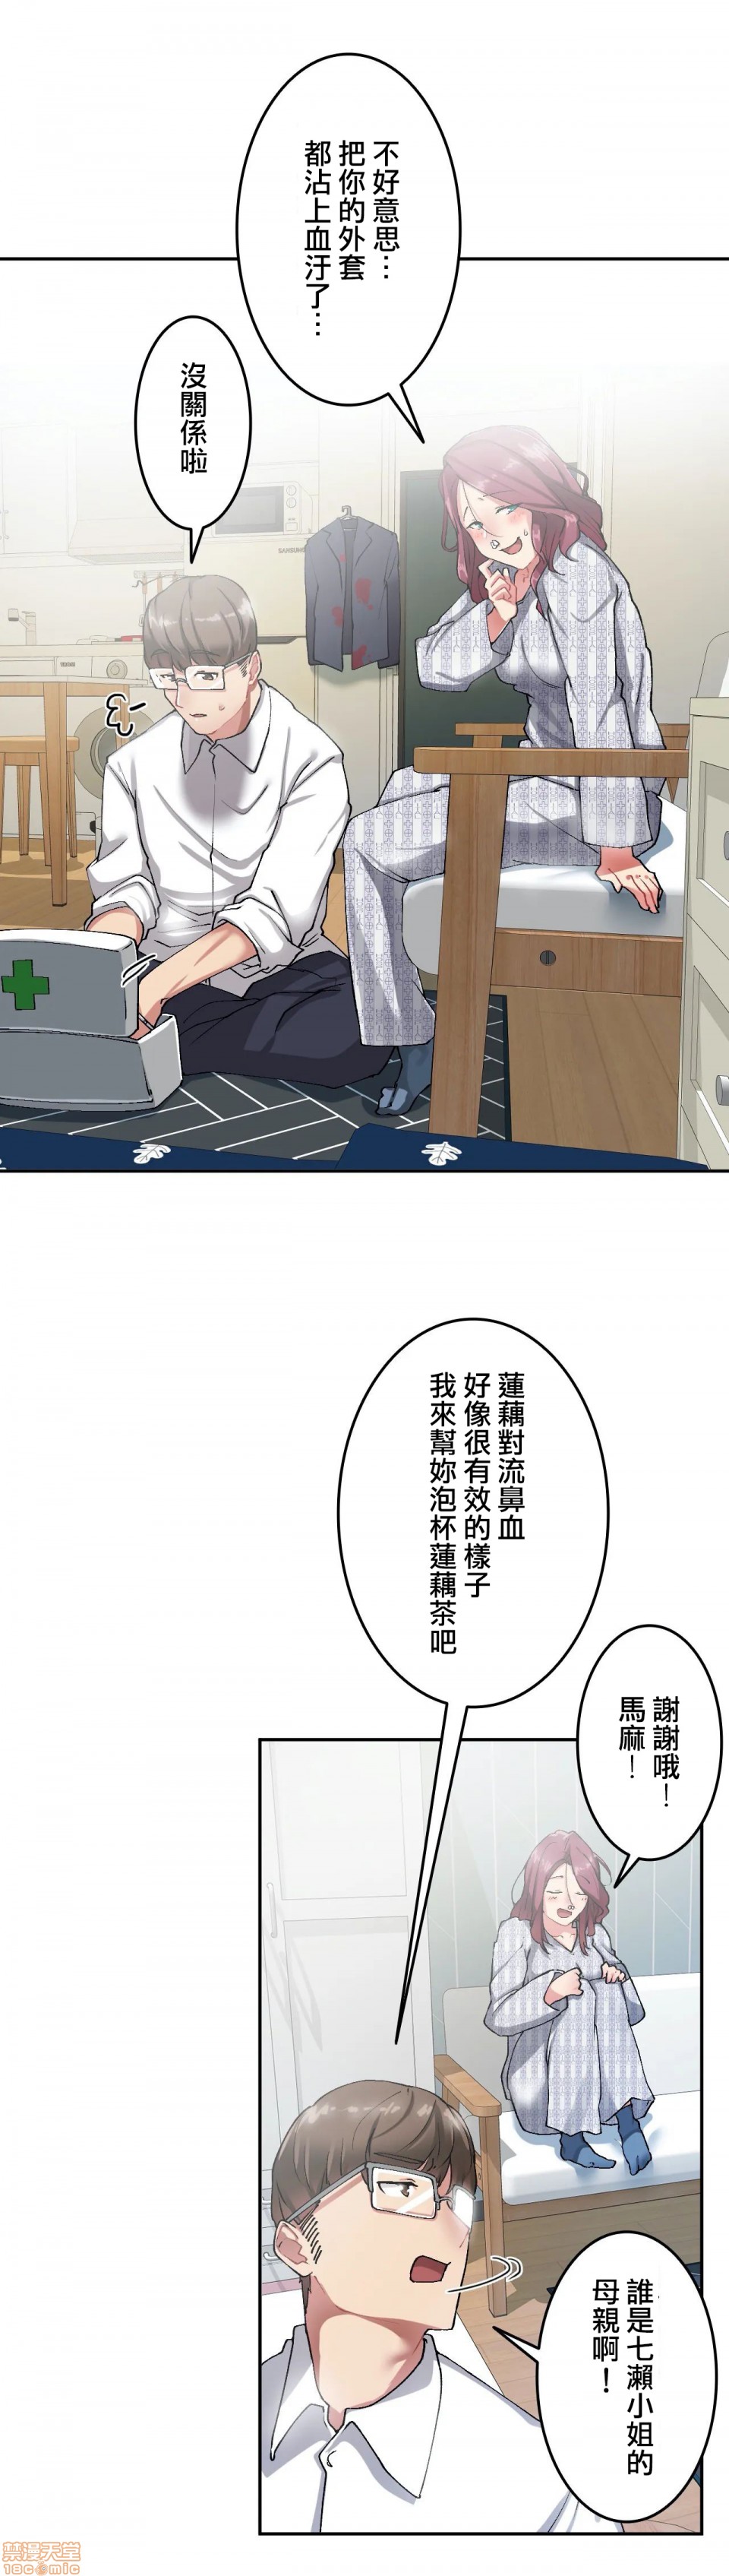 不好意思…
把你的外套
都沾上血汙了…
沒關係啦
SAMSUNG
蓮藕對流鼻血
好像很有效的樣子
我來幫妳泡杯蓮藕茶吧
謝謝哦！
馬麻！
誰是七瀨小姐的
母親啊！
禁漫天堂
18comic